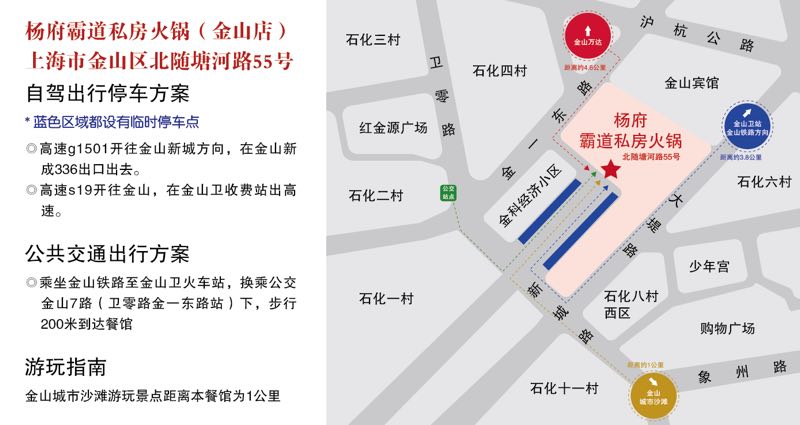 杨府霸道私房火锅（金山店）
上海市金山区北随塘河路55号
自驾出行停车方案
* 蓝色区域都设有临时停车点
◎高速g1501开往金山新城方向，在金山新
成336出口出去。
◎高速s19开往金山，在金山卫收费站出高
速。
公共交通出行方案
◎乘坐金山铁路至金山卫火车站，换乘公交
金山7路（卫零路金一东路站）下，步行
200米到达餐馆
游玩指南
金山城市沙滩游玩景点距离本餐馆为1公里
石化三村
卫零路
石化四村
金山万达
距离约4.8公里
沪杭公路
金山宾馆
红金源广场
金一东路
杨府
霸道私房火锅
北随塘河路55号
金山卫站
金山铁路方向
距离约3.8公里
石化二村
公交
站点
金科经济小区
石化六村
大堤路
石化一村
新城路
少年宫
石化八村
西区
购物广场
距离约1公里
金山
城市沙滩
石化十一村
象州路